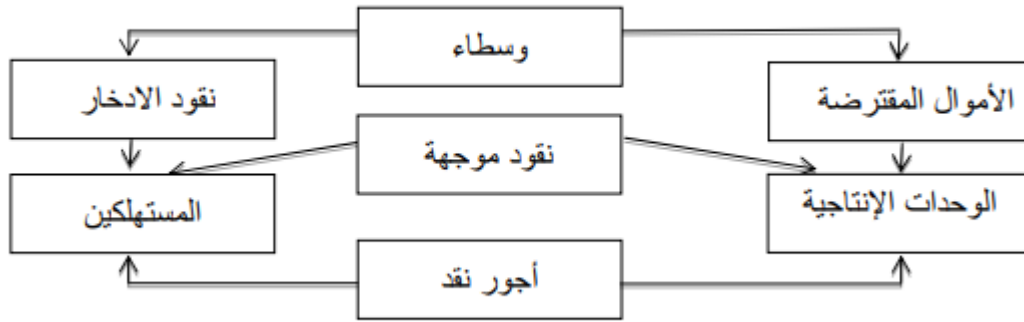 وسطاء
الأموال المقترضة
نقود الادخار
نقود موجهة
الوحدات الإنتاجية
المستهلكين
أجور نقد